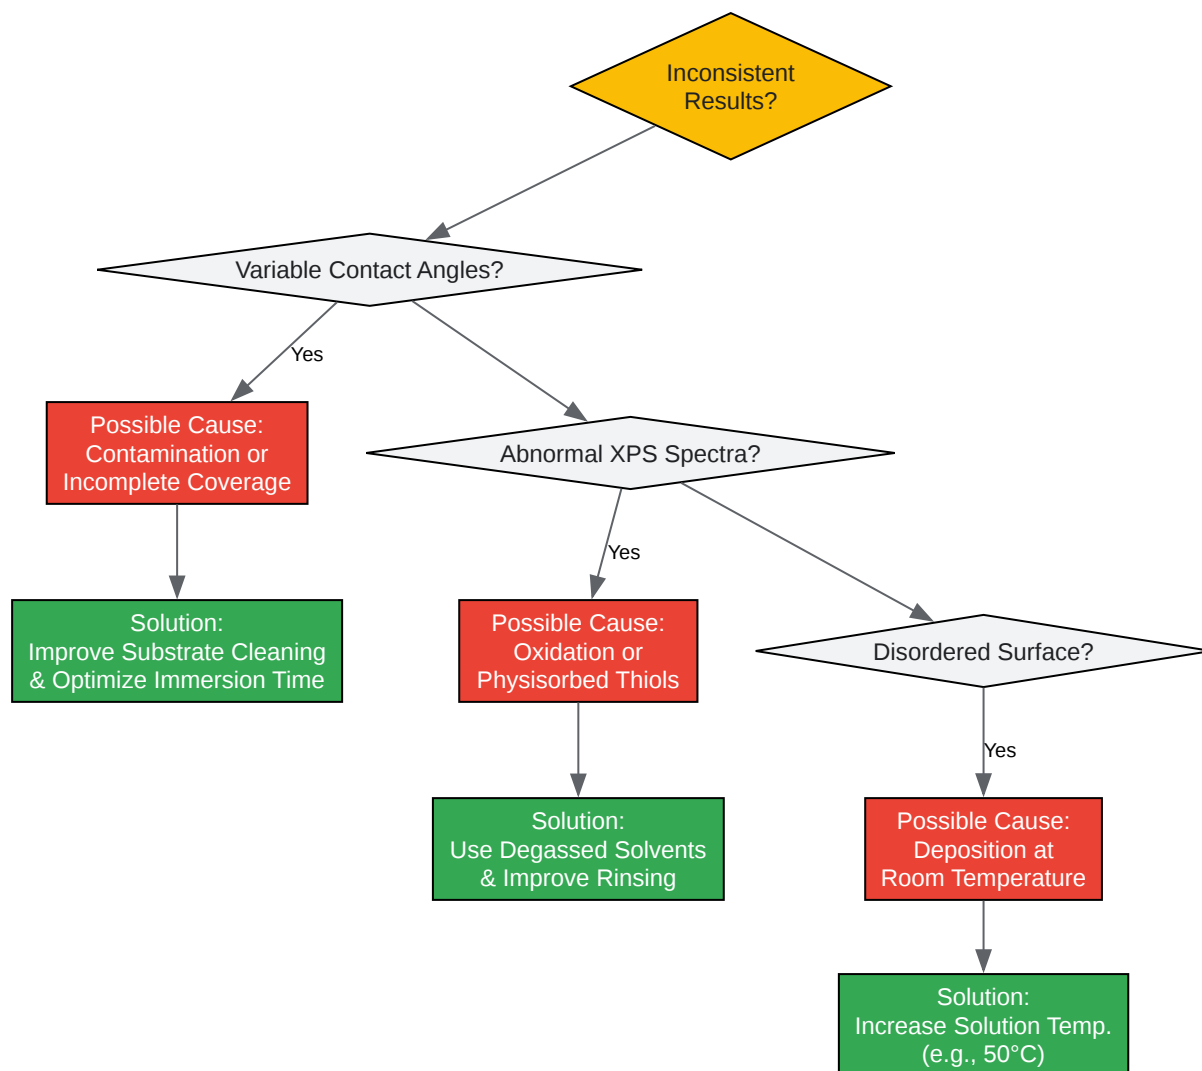 Inconsistent
Results?
Variable Contact Angles?
Yes
Possible Cause:
Contamination or
Incomplete Coverage
Abnormal XPS Spectra?
Yes
Solution:
Improve Substrate Cleaning
& Optimize Immersion Time
Possible Cause:
Oxidation or
Physisorbed Thiols
Disordered Surface?
Yes
Solution:
Use Degassed Solvents
& Improve Rinsing
Possible Cause:
Deposition at
Room Temperature
Solution:
Increase Solution Temp.
(e.g., 50°C)